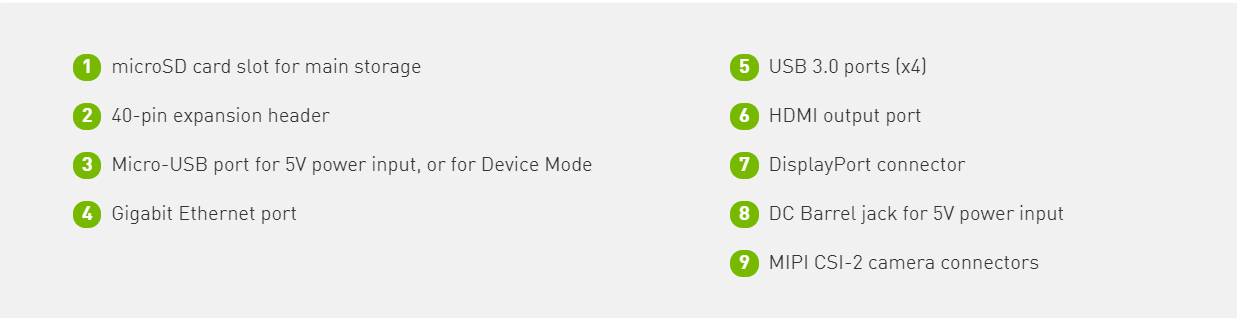 1 microSD card slot for main storage
2 40-pin expansion header
3 Micro-USB port for 5V power input, or for Device Mode
4 Gigabit Ethernet port
5 USB 3.0 ports (x4)
6 HDMI output port
7 DisplayPort connector
8 DC Barrel jack for 5V power input
9 MIPI CSI-2 camera connectors